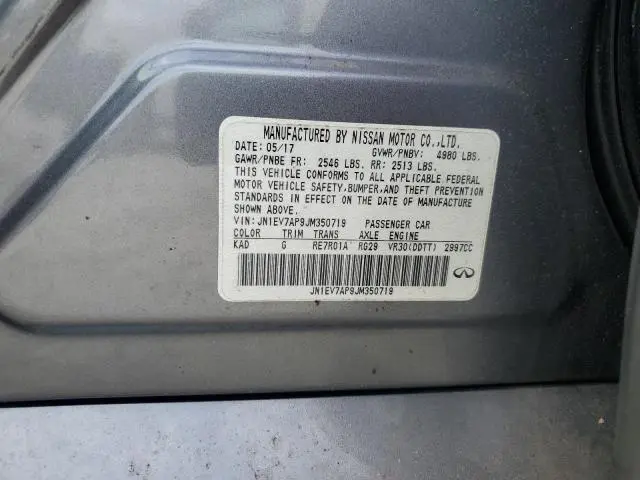 MANUFACTURED BY NISSAN MOTOR CO.,LTD.
DATE: 05/17 GVWR/PNBV: 4980 LBS.
GAWR/PNBE FR: 2546 LBS. RR: 2513 LBS.
THIS VEHICLE CONFORMS TO ALL APPLICABLE FEDERAL
MOTOR VEHICLE SAFETY,BUMPER,AND THEFT PREVENTION
STANDARDS IN EFFECT ON THE DATE OF MANUFACTURE
SHOWN ABOVE.
VIN: JN1EV7AP9JM350719 PASSENGER CAR
COLOR TRIM TRANS AXLE ENGINE
KAD G RE7R01A RG29 VR30(DDTT) 2997CC
JN1EV7AP9JM350719